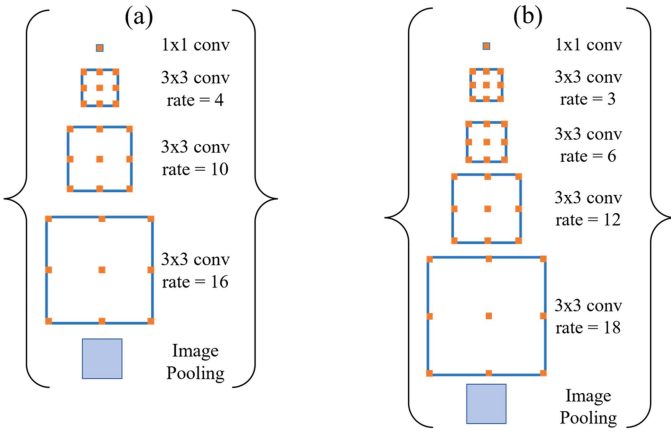 (a)
1x1 conv
3x3 conv
rate = 4
3x3 conv
rate = 10
3x3 conv
rate = 16
Image
Pooling
(b)
1x1 conv
3x3 conv
rate = 3
3x3 conv
rate = 6
3x3 conv
rate = 12
3x3 conv
rate = 18
Image
Pooling